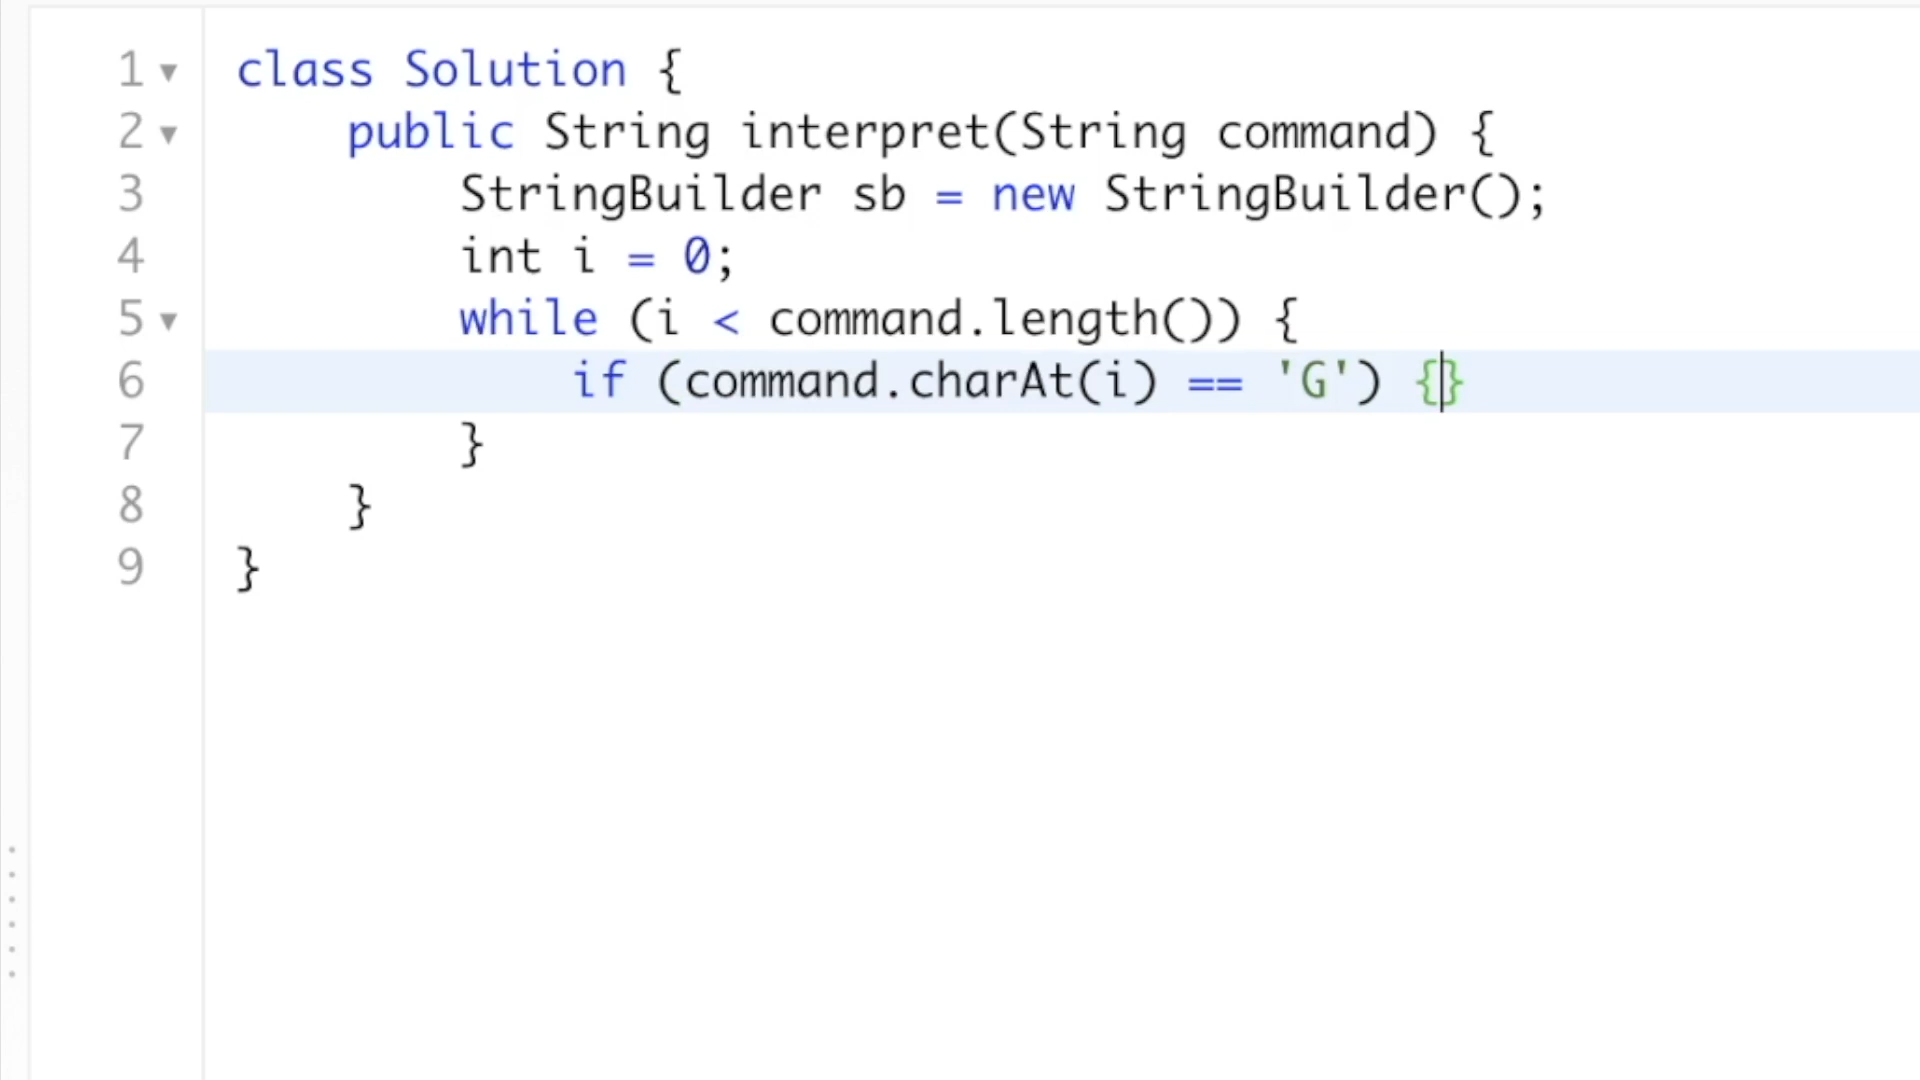 1 class Solution {
2     public String interpret(String command) {
3         StringBuilder sb = new StringBuilder();
4         int i = 0;
5         while (i < command.length()) {
6             if (command.charAt(i) == 'G') {}
7         }
8     }
9 }